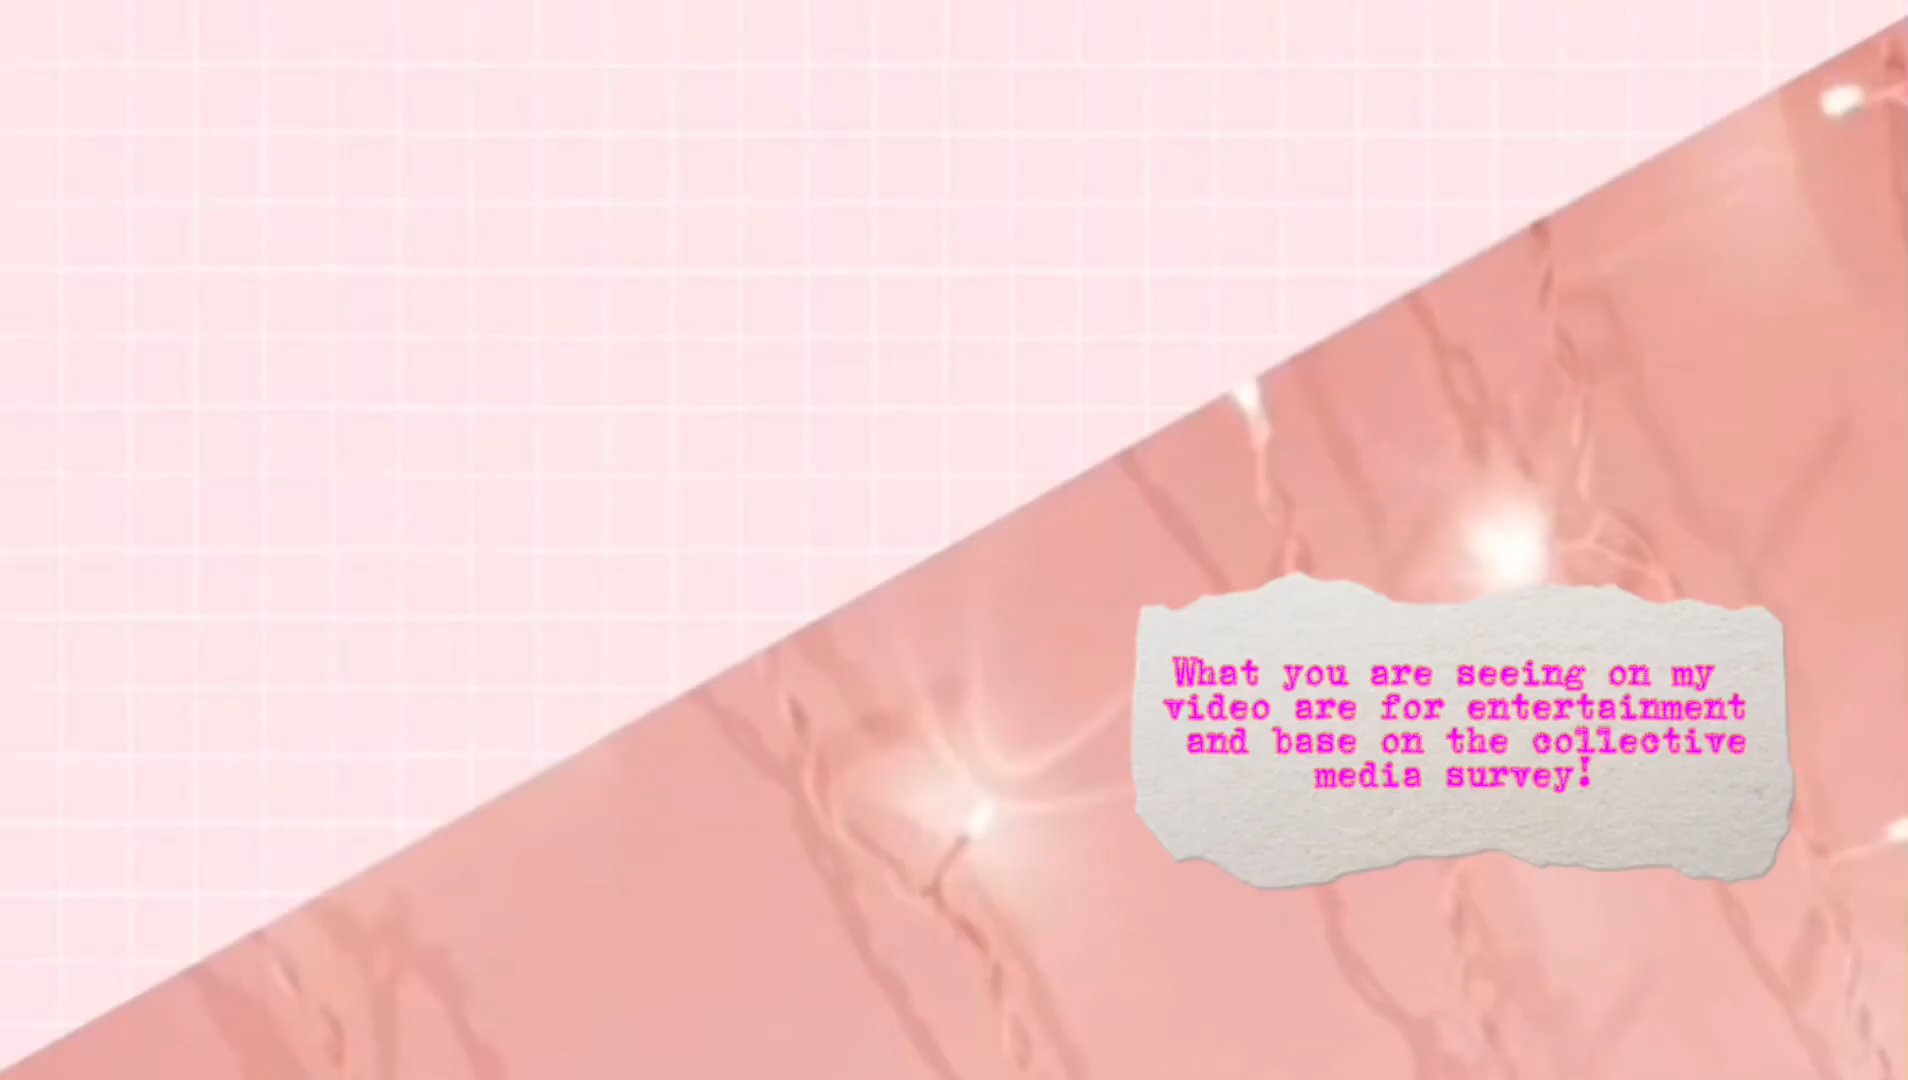 What you are seeing on my
video are for entertainment
and base on the collective
media survey!